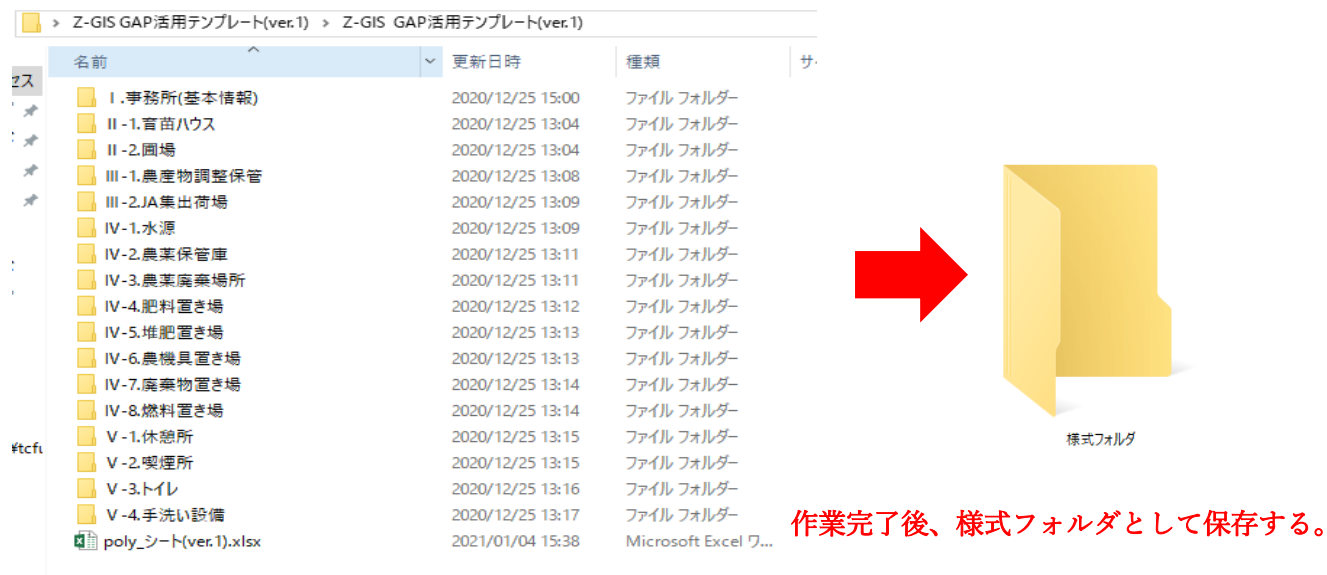 › Z-GIS GAP活用テンプレート(ver.1) › Z-GIS GAP活用テンプレート(ver.1)
名前 更新日時 種類
Ⅰ.事務所(基本情報) 2020/12/25 15:00 ファイル フォルダー
Ⅱ-1.育苗ハウス 2020/12/25 13:04 ファイル フォルダー
Ⅱ-2.圃場 2020/12/25 13:04 ファイル フォルダー
Ⅲ-1.農産物調整保管 2020/12/25 13:08 ファイル フォルダー
Ⅲ-2.JA集出荷場 2020/12/25 13:09 ファイル フォルダー
Ⅳ-1.水源 2020/12/25 13:09 ファイル フォルダー
Ⅳ-2.農薬保管庫 2020/12/25 13:11 ファイル フォルダー
Ⅳ-3.農薬廃棄場所 2020/12/25 13:11 ファイル フォルダー
Ⅳ-4.肥料置き場 2020/12/25 13:12 ファイル フォルダー
Ⅳ-5.堆肥置き場 2020/12/25 13:13 ファイル フォルダー
Ⅳ-6.農機具置き場 2020/12/25 13:13 ファイル フォルダー
Ⅳ-7.廃棄物置き場 2020/12/25 13:14 ファイル フォルダー
Ⅳ-8.燃料置き場 2020/12/25 13:14 ファイル フォルダー
Ⅴ-1.休憩所 2020/12/25 13:15 ファイル フォルダー
Ⅴ-2.喫煙所 2020/12/25 13:15 ファイル フォルダー
Ⅴ-3.トイレ 2020/12/25 13:16 ファイル フォルダー
Ⅴ-4.手洗い設備 2020/12/25 13:17 ファイル フォルダー
poly_シート(ver.1).xlsx 2021/01/04 15:38 Microsoft Excel ワ...
様式フォルダ
作業完了後、様式フォルダとして保存する。